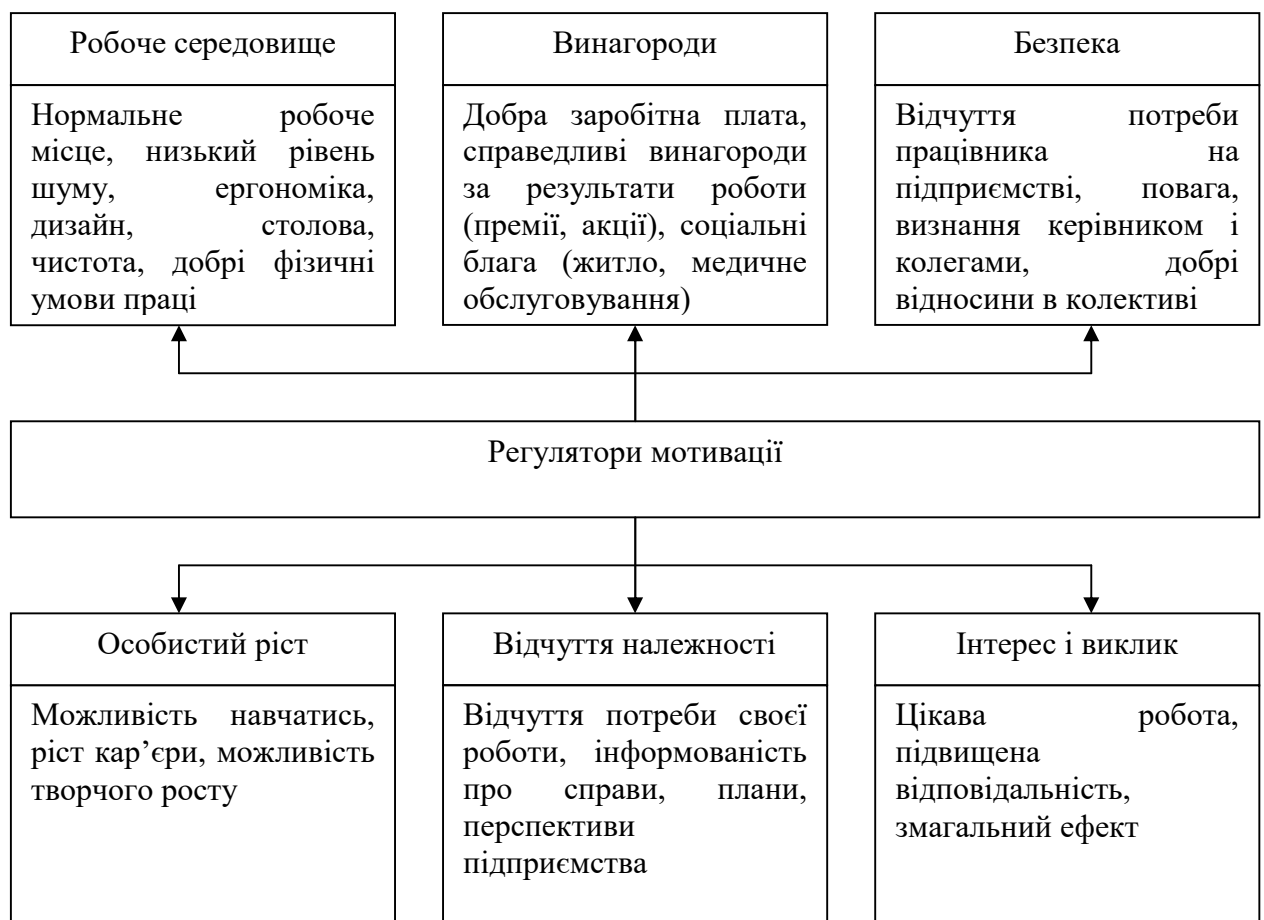 Робоче середовище
Нормальне робоче
місце, низький рівень
шуму, ергономіка,
дизайн, столова,
чистота, добрі фізичні
умови праці
Винагороди
Добра заробітна плата,
справедливі винагороди
за результати роботи
(премії, акції), соціальні
блага (житло, медичне
обслуговування)
Безпека
Відчуття потреби
працівника на
підприємстві, повага,
визнання керівником і
колегами, добрі
відносини в колективі
Регулятори мотивації
Особистий ріст
Можливість навчатись,
ріст кар’єри, можливість
творчого росту
Відчуття належності
Відчуття потреби своєї
роботи, інформованість
про справи, плани,
перспективи
підприємства
Інтерес і виклик
Цікава робота,
підвищена
відповідальність,
змагальний ефект